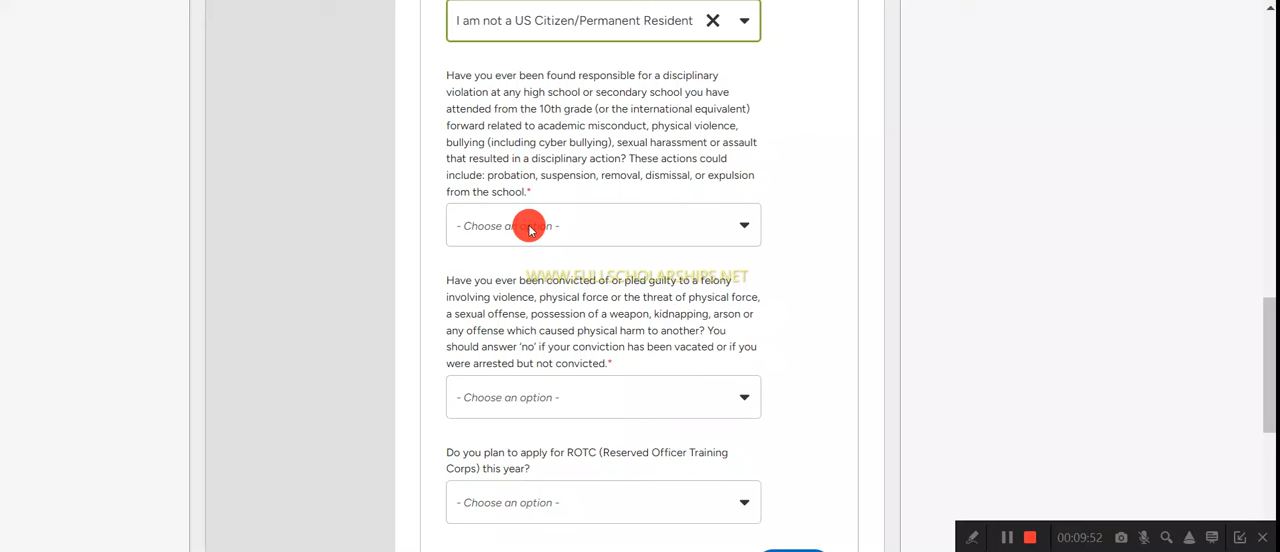 I am not a US Citizen/Permanent Resident
Have you ever been found responsible for a disciplinary
violation at any high school or secondary school you have
attended from the 10th grade (or the international equivalent)
forward related to academic misconduct, physical violence,
bullying (including cyber bullying), sexual harassment or assault
that resulted in a disciplinary action? These actions could
include: probation, suspension, removal, dismissal, or expulsion
from the school.*
- Choose an option -
WWW.FULLSCHOLARSHIPS.NET
Have you ever been convicted of or pled guilty to a felony
involving violence, physical force or the threat of physical force,
a sexual offense, possession of a weapon, kidnapping, arson or
any offense which caused physical harm to another? You
should answer ‘no’ if your conviction has been vacated or if you
were arrested but not convicted.*
- Choose an option -
Do you plan to apply for ROTC (Reserved Officer Training
Corps) this year?
- Choose an option -
00:09:52